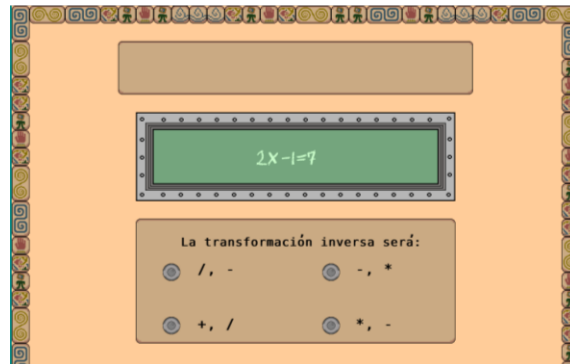 2x-1=7
La transformación inversa será:
/, -
-, *
+, /
*, -